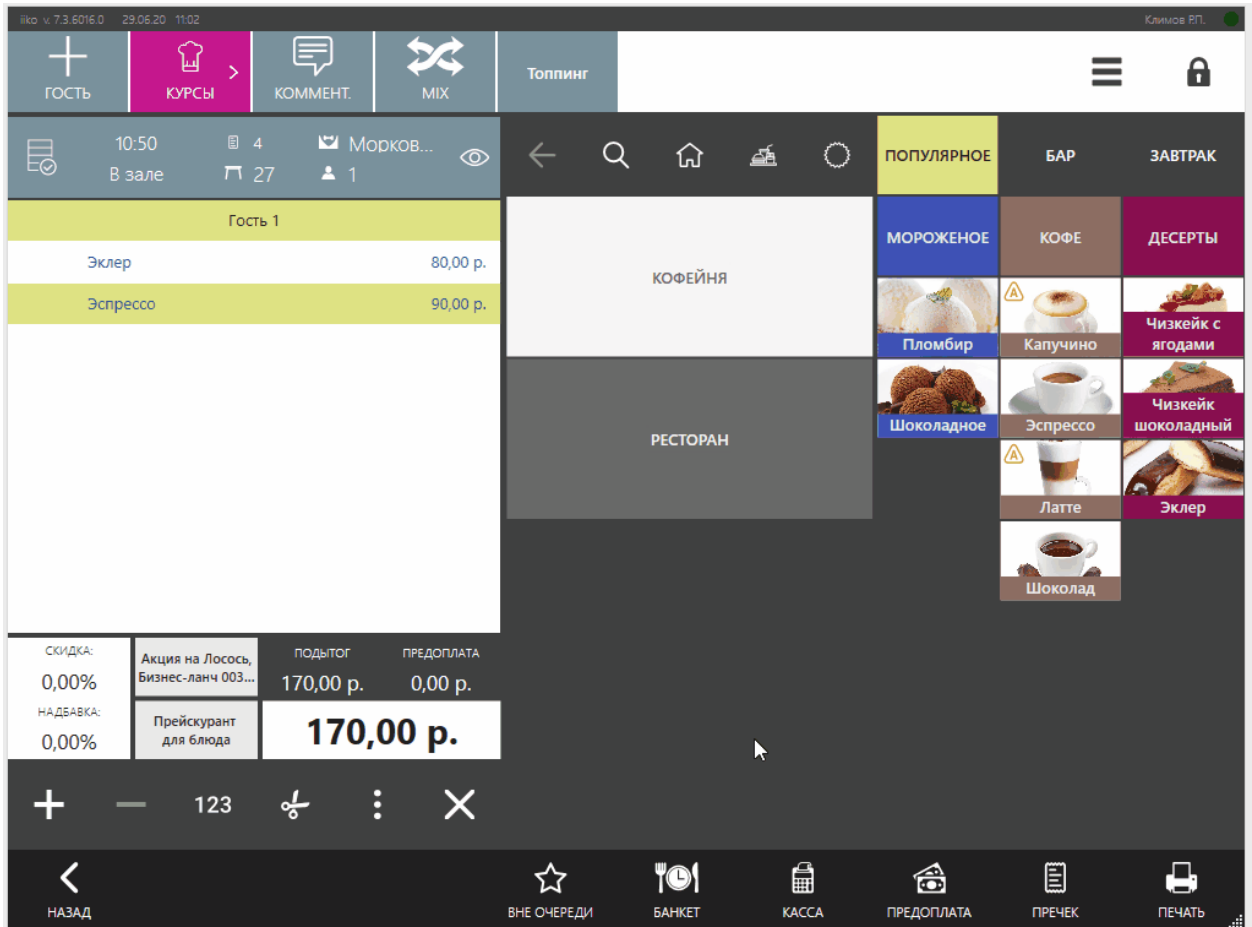 iiko v. 7.3.6016.0 29.06.20 11:02 Климов Р.П.
ГОСТЬ
КУРСЫ
КОММЕНТ.
MIX
Топпинг
10:50 4 Морков...
В зале 27 1
Гость 1
Эклер 80,00 р.
Эспрессо 90,00 р.
СКИДКА:
0,00%
НАДБАВКА:
0,00%
Акция на Лосось,
Бизнес-ланч 003...
Прейскурант
для блюда
ПОДЫТОГ
170,00 р.
ПРЕДОПЛАТА
0,00 р.
170,00 р.
123
КОФЕЙНЯ
РЕСТОРАН
ПОПУЛЯРНОЕ
БАР
ЗАВТРАК
МОРОЖЕНОЕ
КОФЕ
ДЕСЕРТЫ
Пломбир
A
Капучино
Чизкейк с
ягодами
Шоколадное
Эспрессо
Чизкейк
шоколадный
A
Латте
Эклер
Шоколад
НАЗАД
ВНЕ ОЧЕРЕДИ
БАНКЕТ
КАССА
ПРЕДОПЛАТА
ПРЕЧЕК
ПЕЧАТЬ